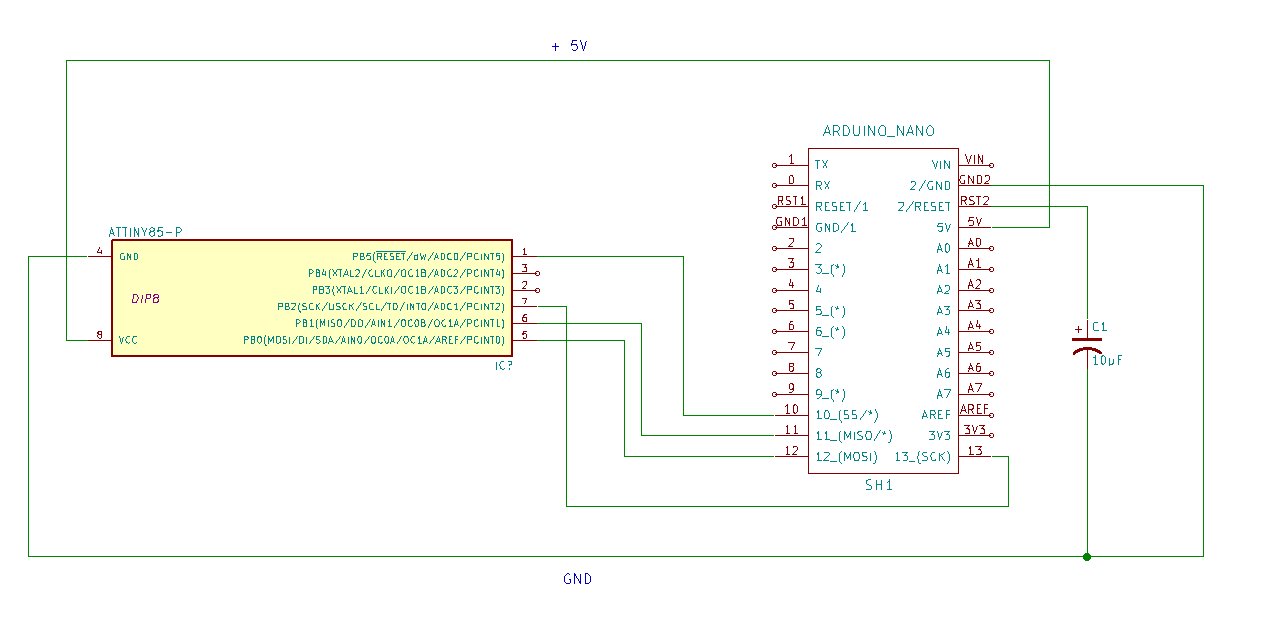 + 5V
ARDUINO_NANO
1 TX VIN VIN
0 RX 2/GND GND2
RST1 RESET/1 2/RESET RST2
GND1 GND/1 5V 5V
2 2 A0 A0
3 3_(*) A1 A1
4 4 A2 A2
5 5_(*) A3 A3
6 6_(*) A4 A4
7 7 A5 A5
8 8 A6 A6
9 9_(*) A7 A7
10 10_(SS/*) AREF AREF
11 11_(MISO/*) 3V3 3V3
12 12_(MOSI) 13_(SCK) 13
SH1
ATTINY85-P
4 GND PB5(RESET/dW/ADC0/PCINT5) 1
PB4(XTAL2/CLKO/OC1B/ADC2/PCINT4) 3
DIP8
PB3(XTAL1/CLKI/OC1B/ADC3/PCINT3) 2
PB2(SCK/USCK/SCL/TO/INT0/ADC1/PCINT2) 7
PB1(MISO/DO/AIN1/OC0B/OC1A/PCINT1) 6
8 VCC PB0(MOSI/DI/SDA/AIN0/OC0A/OC1A/AREF/PCINT0) 5
IC?
+ C1
10µF
GND